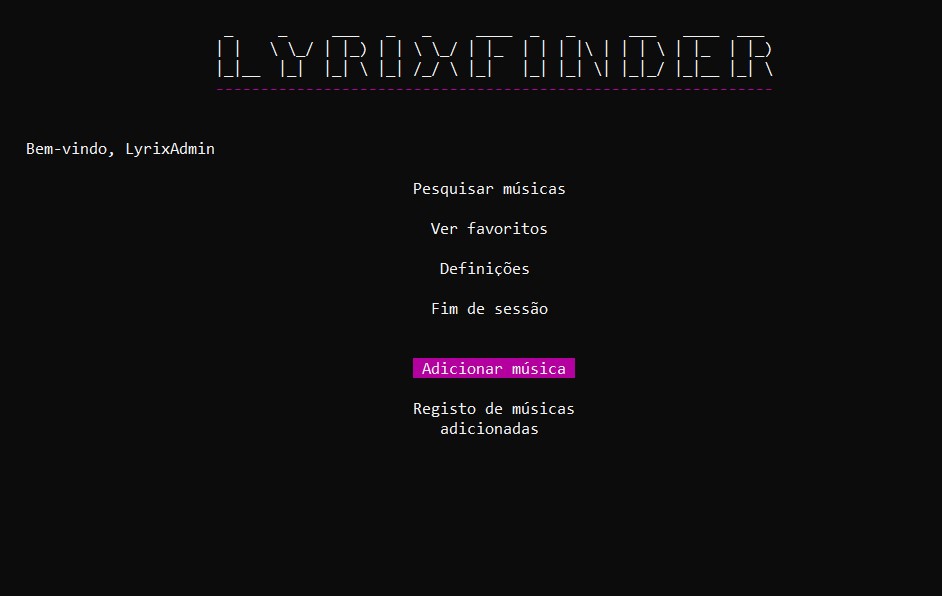 LYRIXFINDER
Bem-vindo, LyrixAdmin
Pesquisar músicas
Ver favoritos
Definições
Fim de sessão
Adicionar música
Registo de músicas
adicionadas